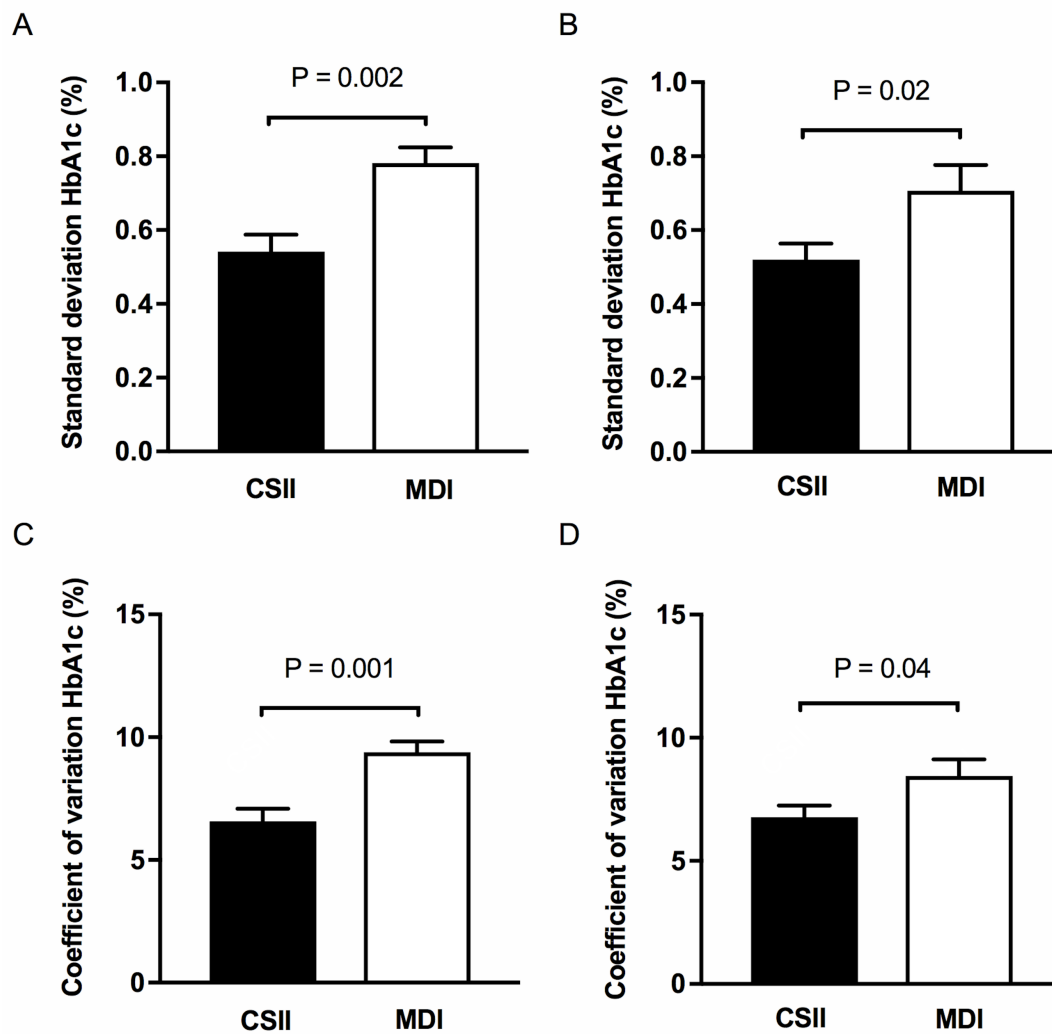 A
Standard deviation HbA1c (%)
1.0
0.8
0.6
0.4
0.2
0.0
P = 0.002
CSII
MDI
B
Standard deviation HbA1c (%)
1.0
0.8
0.6
0.4
0.2
0.0
P = 0.02
CSII
MDI
C
Coefficient of variation HbA1c (%)
15
10
5
0
P = 0.001
CSII
MDI
D
Coefficient of variation HbA1c (%)
15
10
5
0
P = 0.04
CSII
MDI